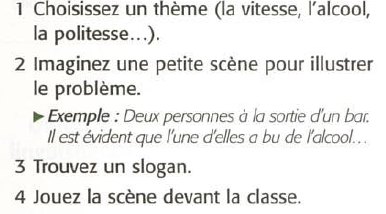 1 Choisissez un thème (la vitesse, l'alcool,
la politesse...).
2 Imaginez une petite scène pour illustrer
le problème.
▶ Exemple : Deux personnes à la sortie d'un bar.
Il est évident que l'une d'elles a bu de l'alcool...
3 Trouvez un slogan.
4 Jouez la scène devant la classe.